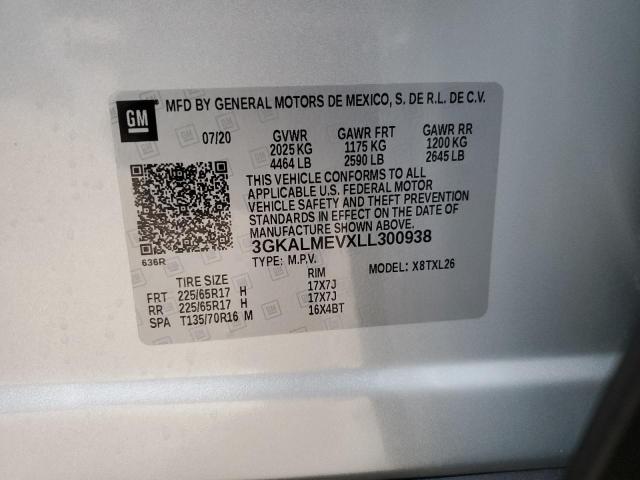 GM
MFD BY GENERAL MOTORS DE MEXICO, S. DE R.L. DE C.V.
07/20 GVWR GAWR FRT GAWR RR
2025 KG 1175 KG 1200 KG
4464 LB 2590 LB 2645 LB
THIS VEHICLE CONFORMS TO ALL
APPLICABLE U.S. FEDERAL MOTOR
VEHICLE SAFETY AND THEFT PREVENTION
STANDARDS IN EFFECT ON THE DATE OF
MANUFACTURE SHOWN ABOVE.
3GKALMEVXLL300938
636R
TYPE: M.P.V. MODEL: X8TXL26
TIRE SIZE RIM
FRT 225/65R17 H 17X7J
RR 225/65R17 H 17X7J
SPA T135/70R16 M 16X4BT